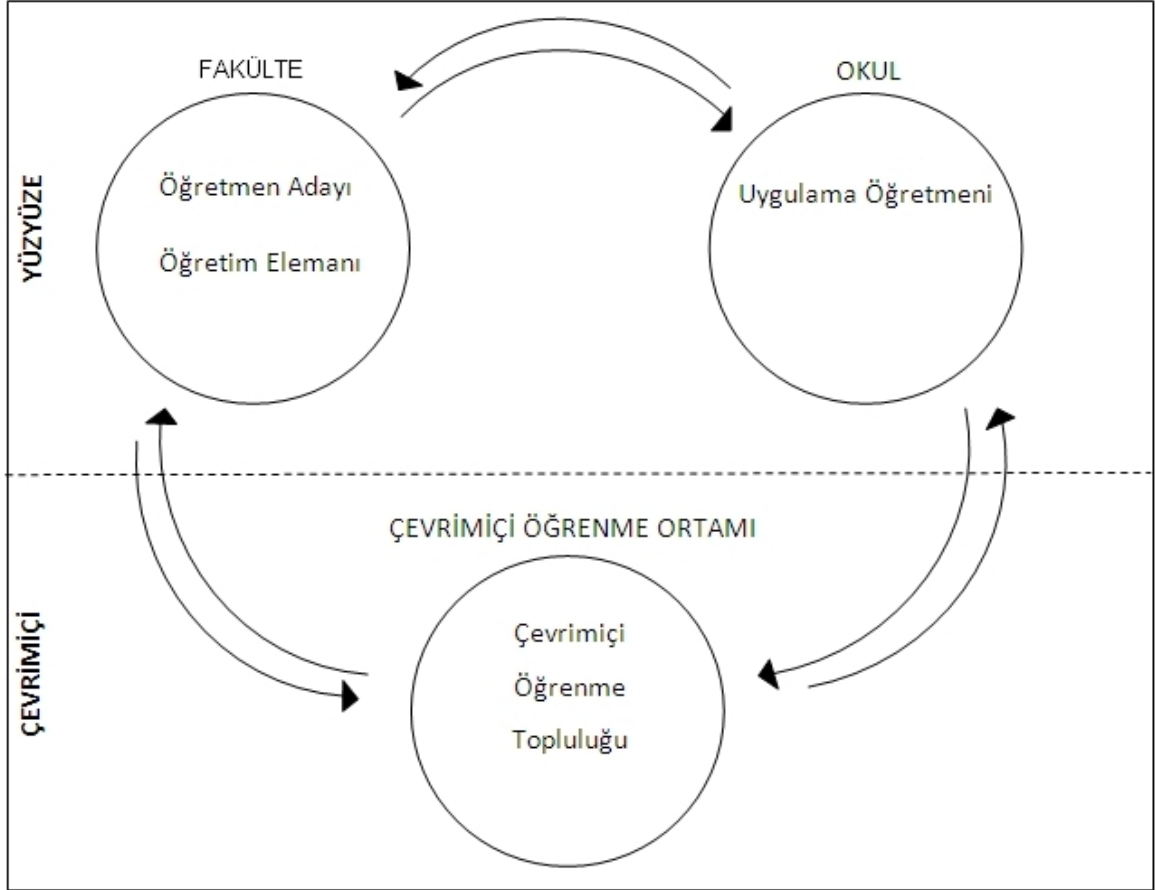 FAKÜLTE
OKUL
YÜZYÜZE
Öğretmen Adayı
Öğretim Elemanı
Uygulama Öğretmeni
ÇEVRİMİÇİ ÖĞRENME ORTAMI
ÇEVRİMİÇİ
Çevrimiçi
Öğrenme
Topluluğu